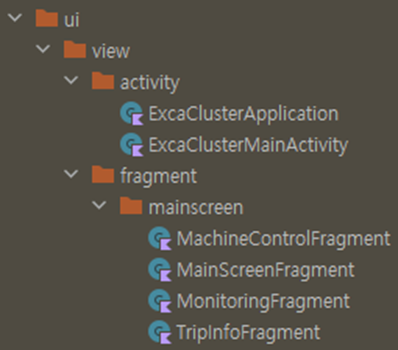 ui
view
activity
ExcaClusterApplication
ExcaClusterMainActivity
fragment
mainscreen
MachineControlFragment
MainScreenFragment
MonitoringFragment
TripInfoFragment